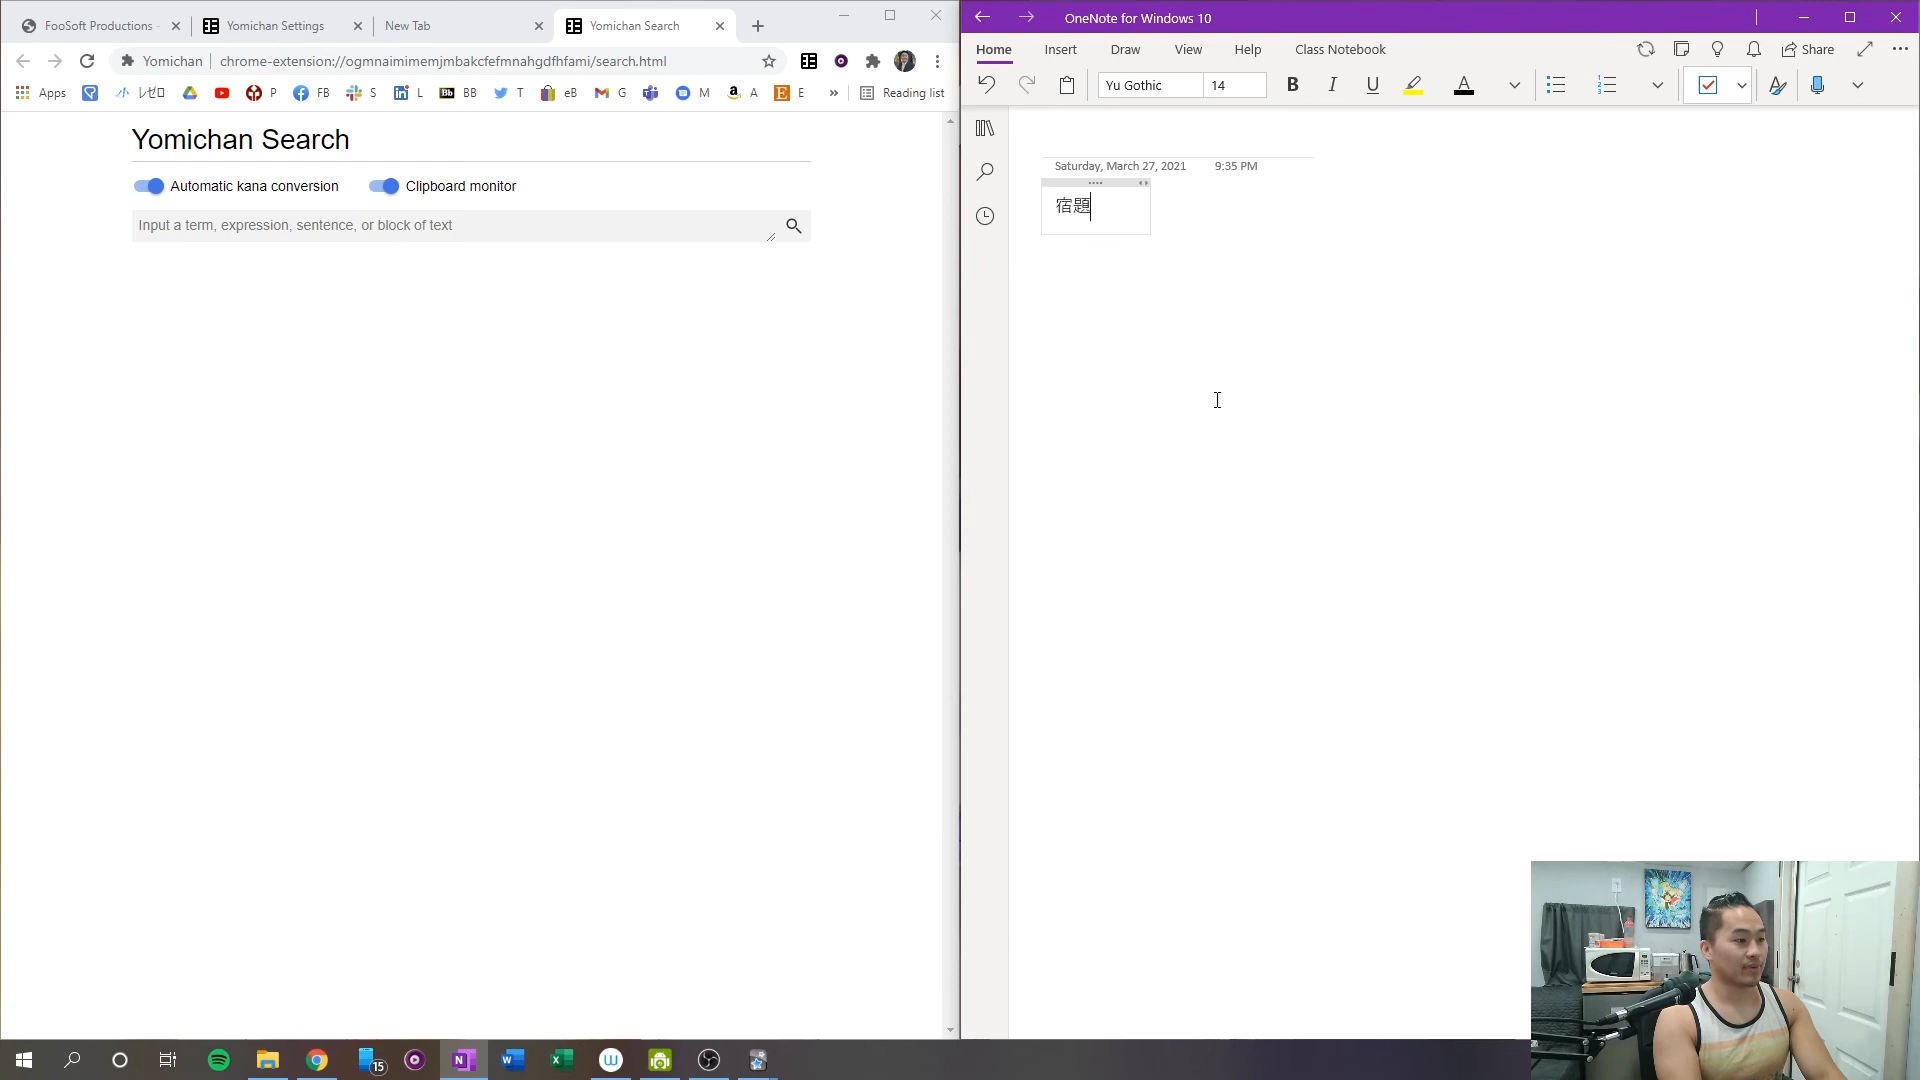 FooSoft Productions -
Yomichan Settings
New Tab
Yomichan Search
OneNote for Windows 10
Yomichan
chrome-extension://ogmnaimimemjmbakcfefmnahgdfhfami/search.html
Home
Insert
Draw
View
Help
Class Notebook
Share
Yu Gothic
14
B
I
U
A
Apps
レゼロ
P
FB
S
L
BB
T
eB
G
M
A
E
Reading list
Yomichan Search
Automatic kana conversion
Clipboard monitor
Input a term, expression, sentence, or block of text
Saturday, March 27, 2021
9:35 PM
宿題
15